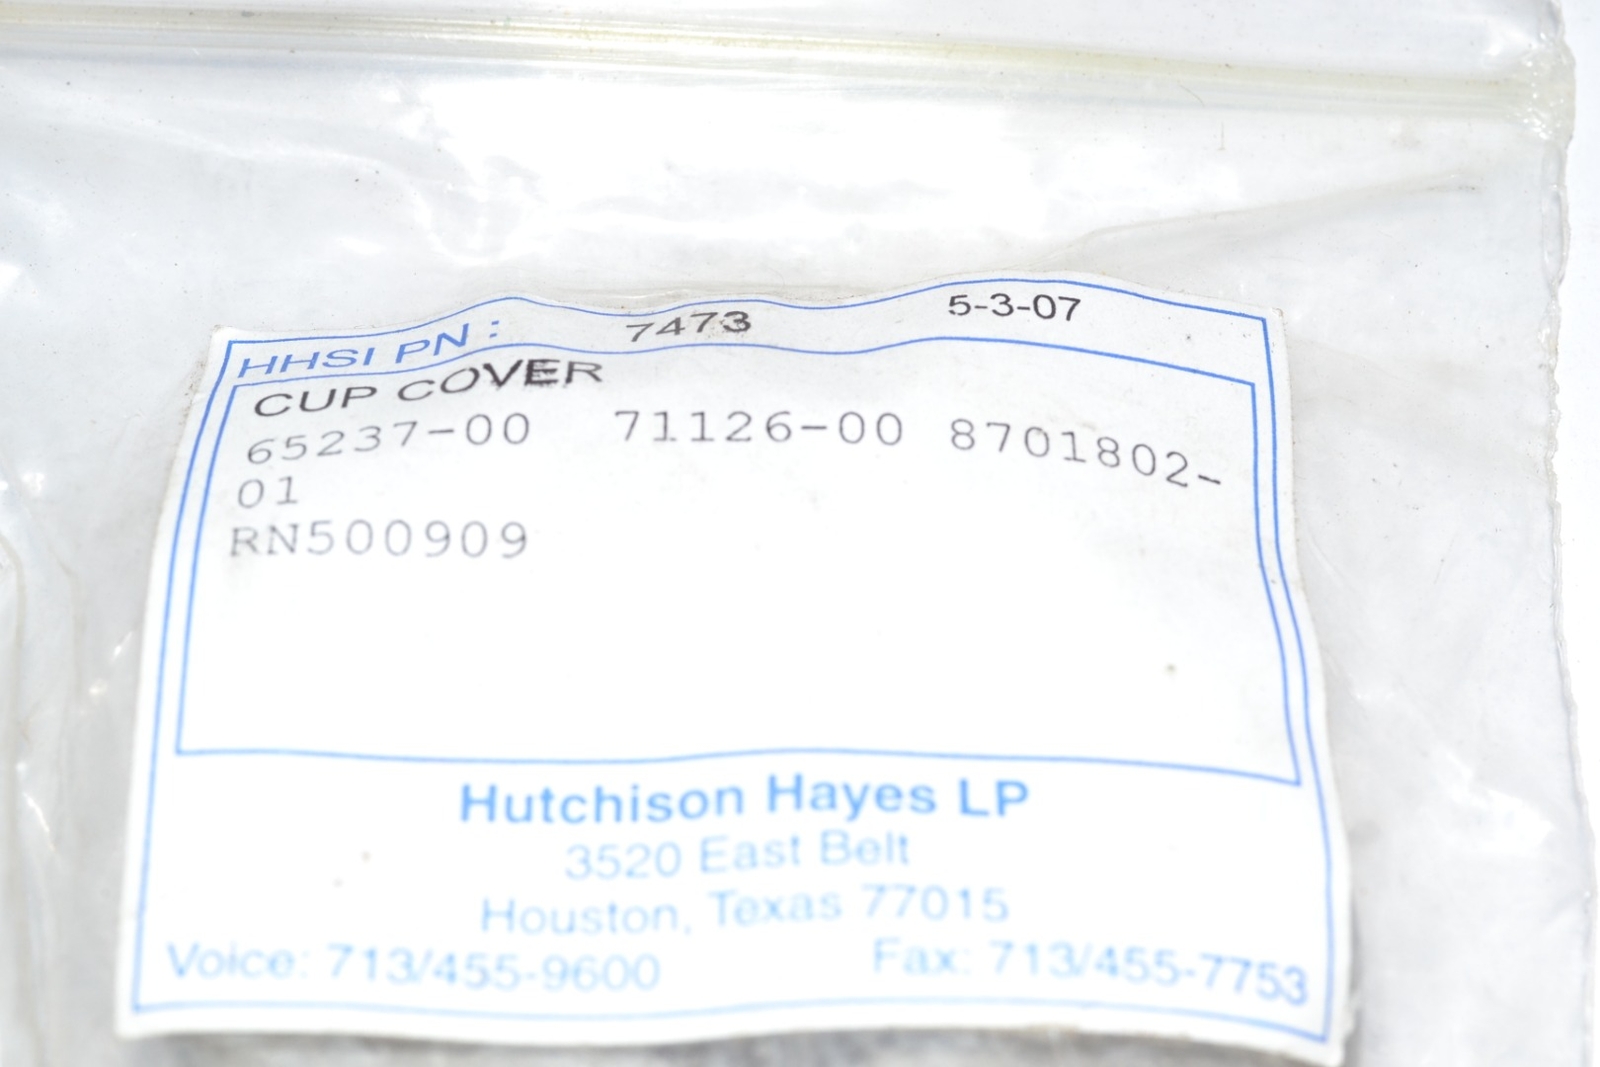 HHSI PN : 7473 5-3-07
CUP COVER
65237-00 71126-00 8701802-
01
RN500909
Hutchison Hayes LP
3520 East Belt
Houston, Texas 77015
Voice: 713/455-9600 Fax: 713/455-7753